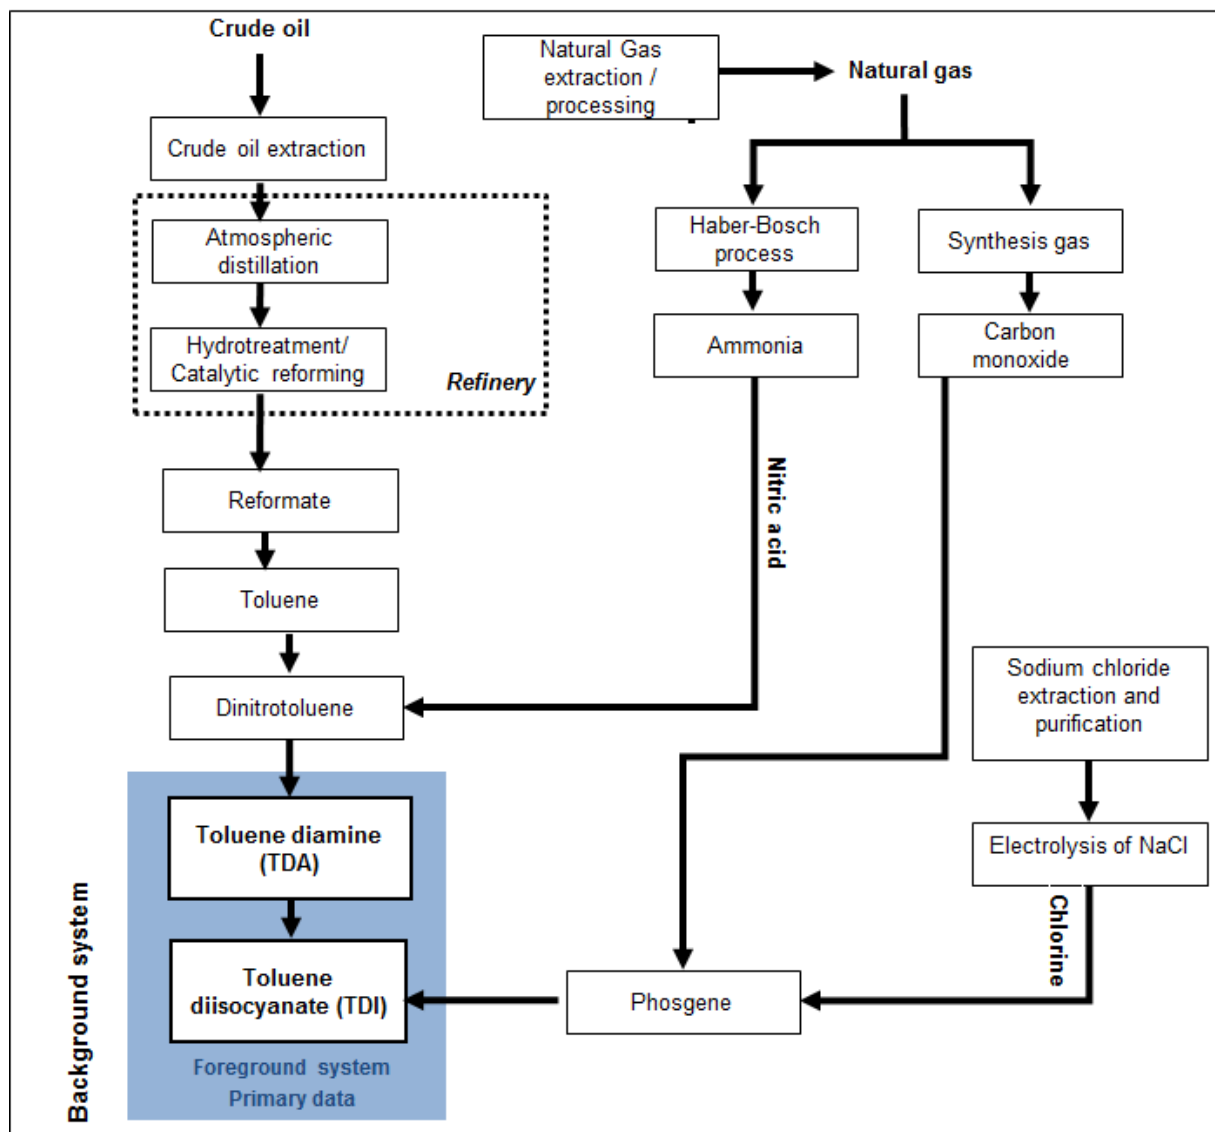 Crude oil
Natural Gas
extraction /
processing
Natural gas
Crude oil extraction
Atmospheric
distillation
Haber-Bosch
process
Synthesis gas
Hydrotreatment/
Catalytic reforming
Refinery
Ammonia
Carbon
monoxide
Nitric acid
Reformate
Toluene
Dinitrotoluene
Sodium chloride
extraction and
purification
Toluene diamine
(TDA)
Electrolysis of NaCl
Chlorine
Background system
Toluene
diisocyanate (TDI)
Phosgene
Foreground system
Primary data